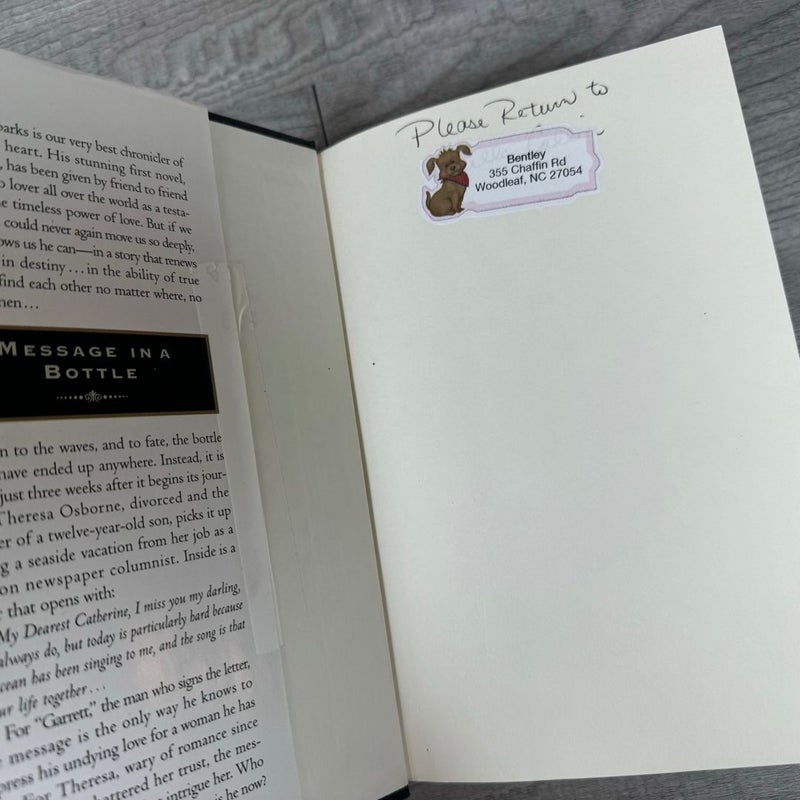 arks is our very best chronicler of
heart. His stunning first novel,
, has been given by friend to friend
lover all over the world as a testa-
e timeless power of love. But if we
could never again move us so deeply,
ows us he can—in a story that renews
in destiny...in the ability of true
find each other no matter where, no
hen...
MESSAGE IN A
BOTTLE
n to the waves, and to fate, the bottle
have ended up anywhere. Instead, it is
just three weeks after it begins its jour-
Theresa Osborne, divorced and the
er of a twelve-year-old son, picks it up
g a seaside vacation from her job as a
on newspaper columnist. Inside is a
that opens with:
My Dearest Catherine, I miss you my darling,
always do, but today is particularly hard because
cean has been singing to me, and the song is that
ur life together...
For "Garrett," the man who signs the letter,
message is the only way he knows to
press his undying love for a woman he has
For Theresa, wary of romance since
hattered her trust, the mes-
intrigue her. Who
is he now?
Please Return to
Bentley
355 Chaffin Rd
Woodleaf, NC 27054